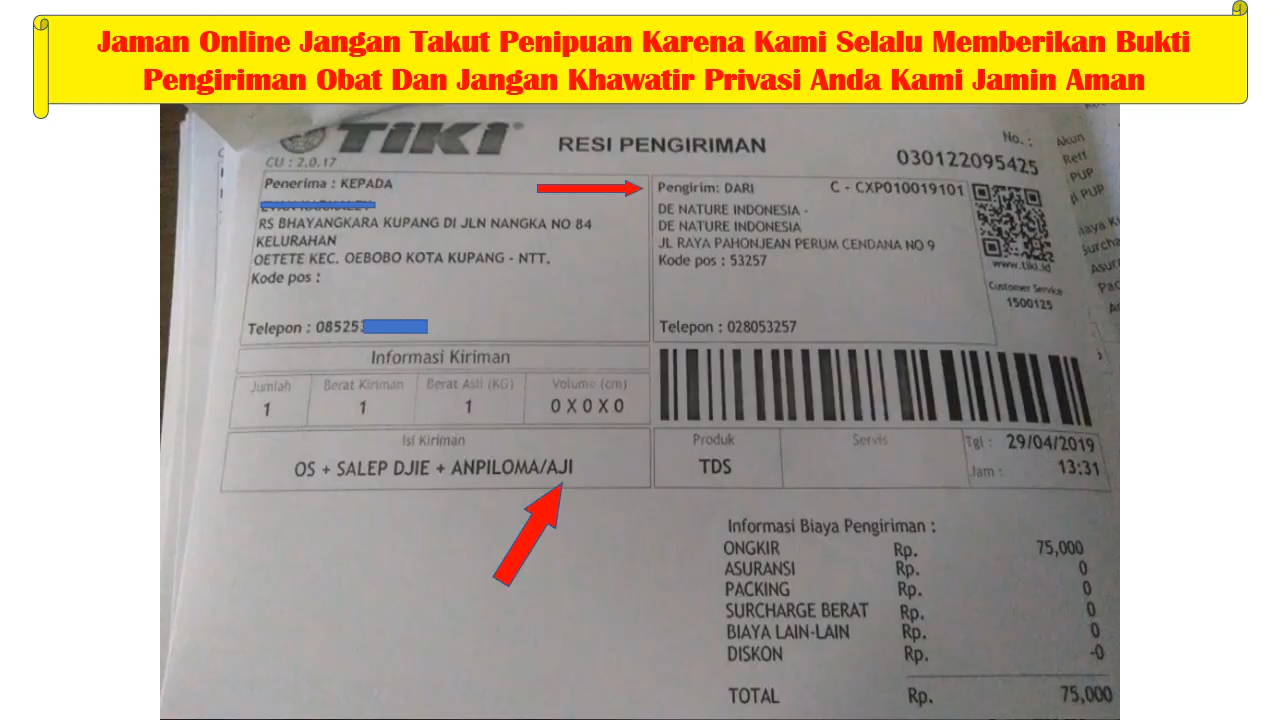 Jaman Online Jangan Takut Penipuan Karena Kami Selalu Memberikan Bukti
Pengiriman Obat Dan Jangan Khawatir Privasi Anda Kami Jamin Aman
TIKI
RESI PENGIRIMAN
No. :
030122095425
CU : 2.0.17
Penerima : KEPADA
RS BHAYANGKARA KUPANG DI JLN NANGKA NO 84
KELURAHAN
OETETE KEC. OEBOBO KOTA KUPANG - NTT.
Kode pos :
Telepon : 08525
Pengirim: DARI
C - CXP010019101
DE NATURE INDONESIA -
DE NATURE INDONESIA
JL RAYA PAHONJEAN PERUM CENDANA NO 9
Kode pos : 53257
Telepon : 028053257
www.tiki.id
Customer Service
1500125
Informasi Kiriman
Jumlah Berat Kiriman Berat Asli (KG) Volume (cm)
1 1 1 0 X 0 X 0
Isi Kiriman
OS + SALEP DJIE + ANPILOMA/AJI
Produk
TDS
Servis
Tgl : 29/04/2019
Jam : 13:31
Informasi Biaya Pengiriman :
ONGKIR Rp. 75,000
ASURANSI Rp. 0
PACKING Rp. 0
SURCHARGE BERAT Rp. 0
BIAYA LAIN-LAIN Rp. 0
DISKON Rp. -0
TOTAL Rp. 75,000
Akun
PUP